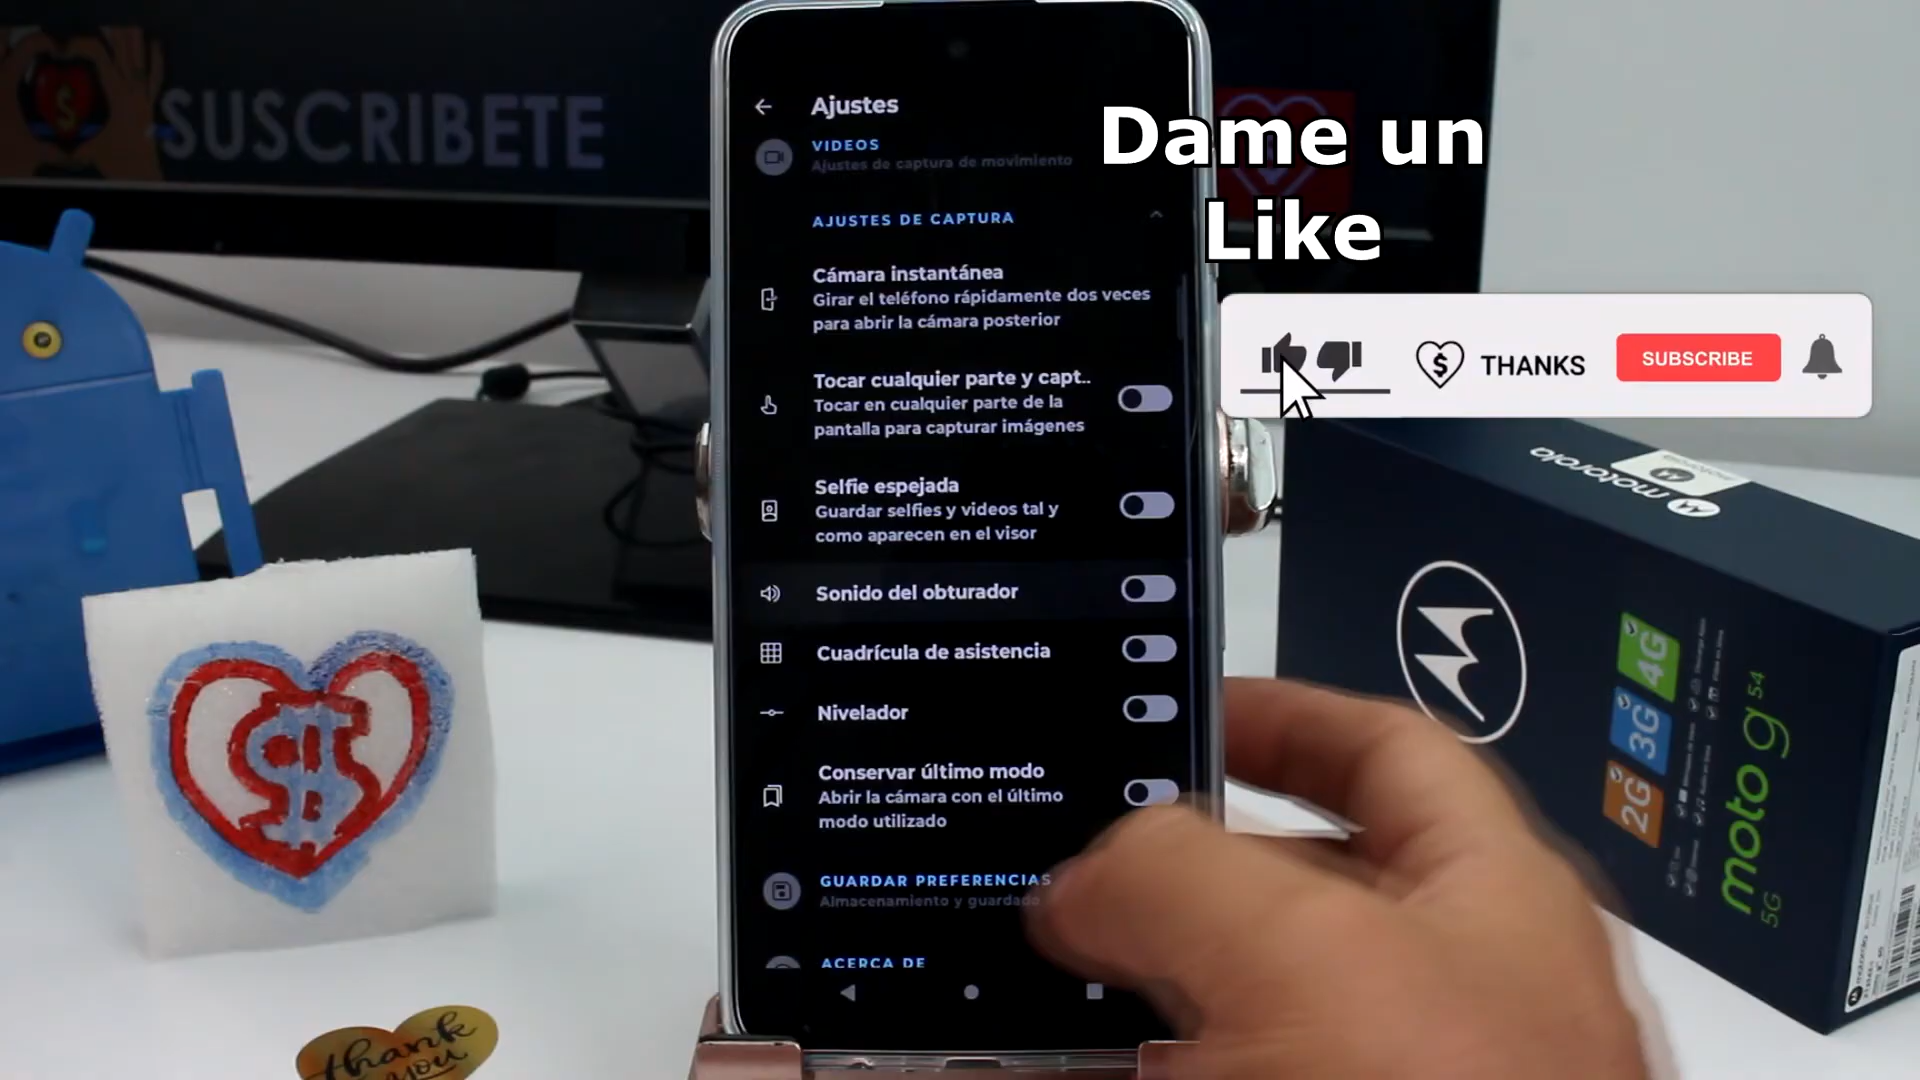 SUSCRIBETE
Ajustes
VIDEOS
Ajustes de captura de movimiento
AJUSTES DE CAPTURA
Cámara instantánea
Girar el teléfono rápidamente dos veces
para abrir la cámara posterior
Tocar cualquier parte y capt..
Tocar en cualquier parte de la
pantalla para capturar imágenes
Selfie espejada
Guardar selfies y videos tal y
como aparecen en el visor
Sonido del obturador
Cuadrícula de asistencia
Nivelador
Conservar último modo
Abrir la cámara con el último
modo utilizado
GUARDAR PREFERENCIAS
Almacenamiento y guardado
ACERCA DE
Dame un
Like
THANKS
SUBSCRIBE
motorola
2G 3G 4G
moto g 54
5G
thank
you